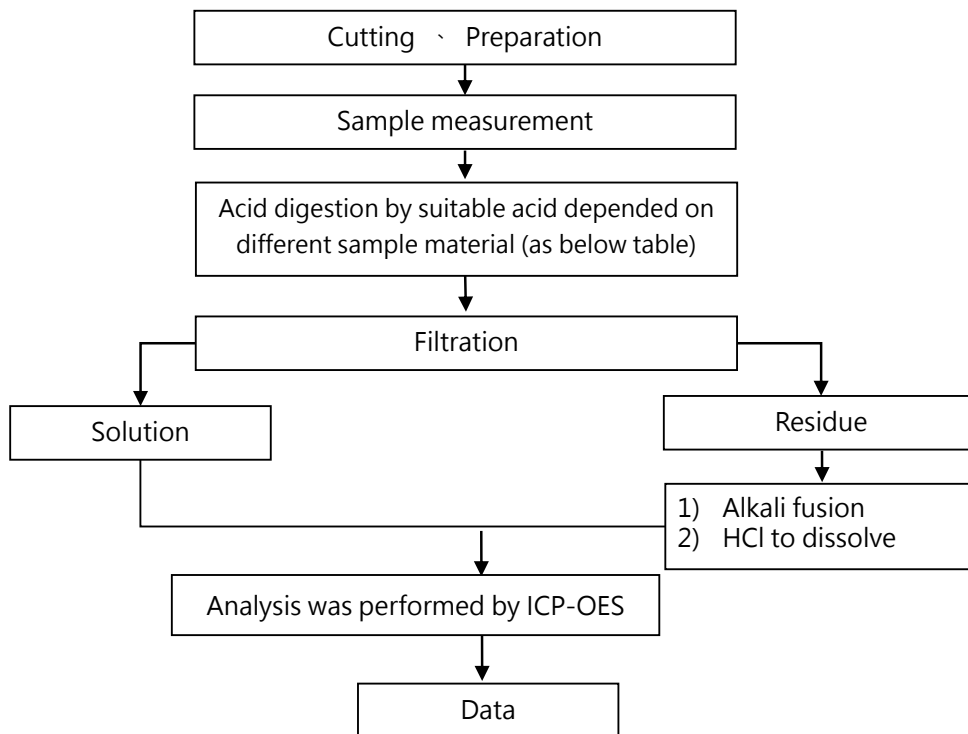 Cutting 、 Preparation
Sample measurement
Acid digestion by suitable acid depended on
different sample material (as below table)
Filtration
Solution
Residue
1) Alkali fusion
2) HCl to dissolve
Analysis was performed by ICP-OES
Data